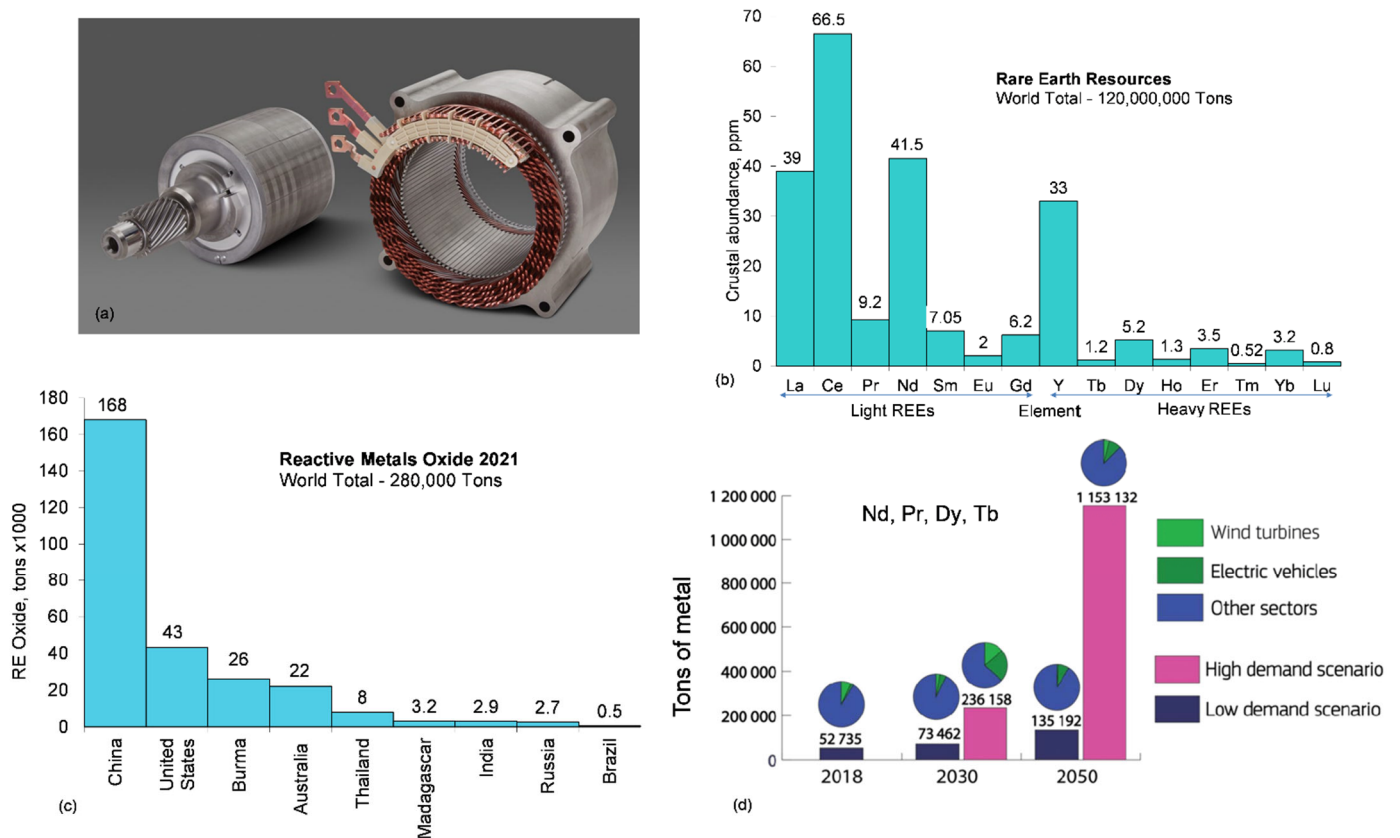 (a)
70
60
50
40
30
20
10
0
Crustal abundance, ppm
Rare Earth Resources
World Total - 120,000,000 Tons
39
66.5
9.2
41.5
7.05
2
6.2
33
1.2
5.2
1.3
3.5
0.52
3.2
0.8
La Ce Pr Nd Sm Eu Gd Y Tb Dy Ho Er Tm Yb Lu
Light REEs Element Heavy REEs
(b)
180
160
140
120
100
80
60
40
20
0
RE Oxide, tons x1000
Reactive Metals Oxide 2021
World Total - 280,000 Tons
168
43
26
22
8
3.2
2.9
2.7
0.5
China
United
States
Burma
Australia
Thailand
Madagascar
India
Russia
Brazil
(c)
1 200 000
1 000 000
800 000
600 000
400 000
200 000
0
Tons of metal
Nd, Pr, Dy, Tb
52 735
73 462
236 158
135 192
1 153 132
2018 2030 2050
Wind turbines
Electric vehicles
Other sectors
High demand scenario
Low demand scenario
(d)